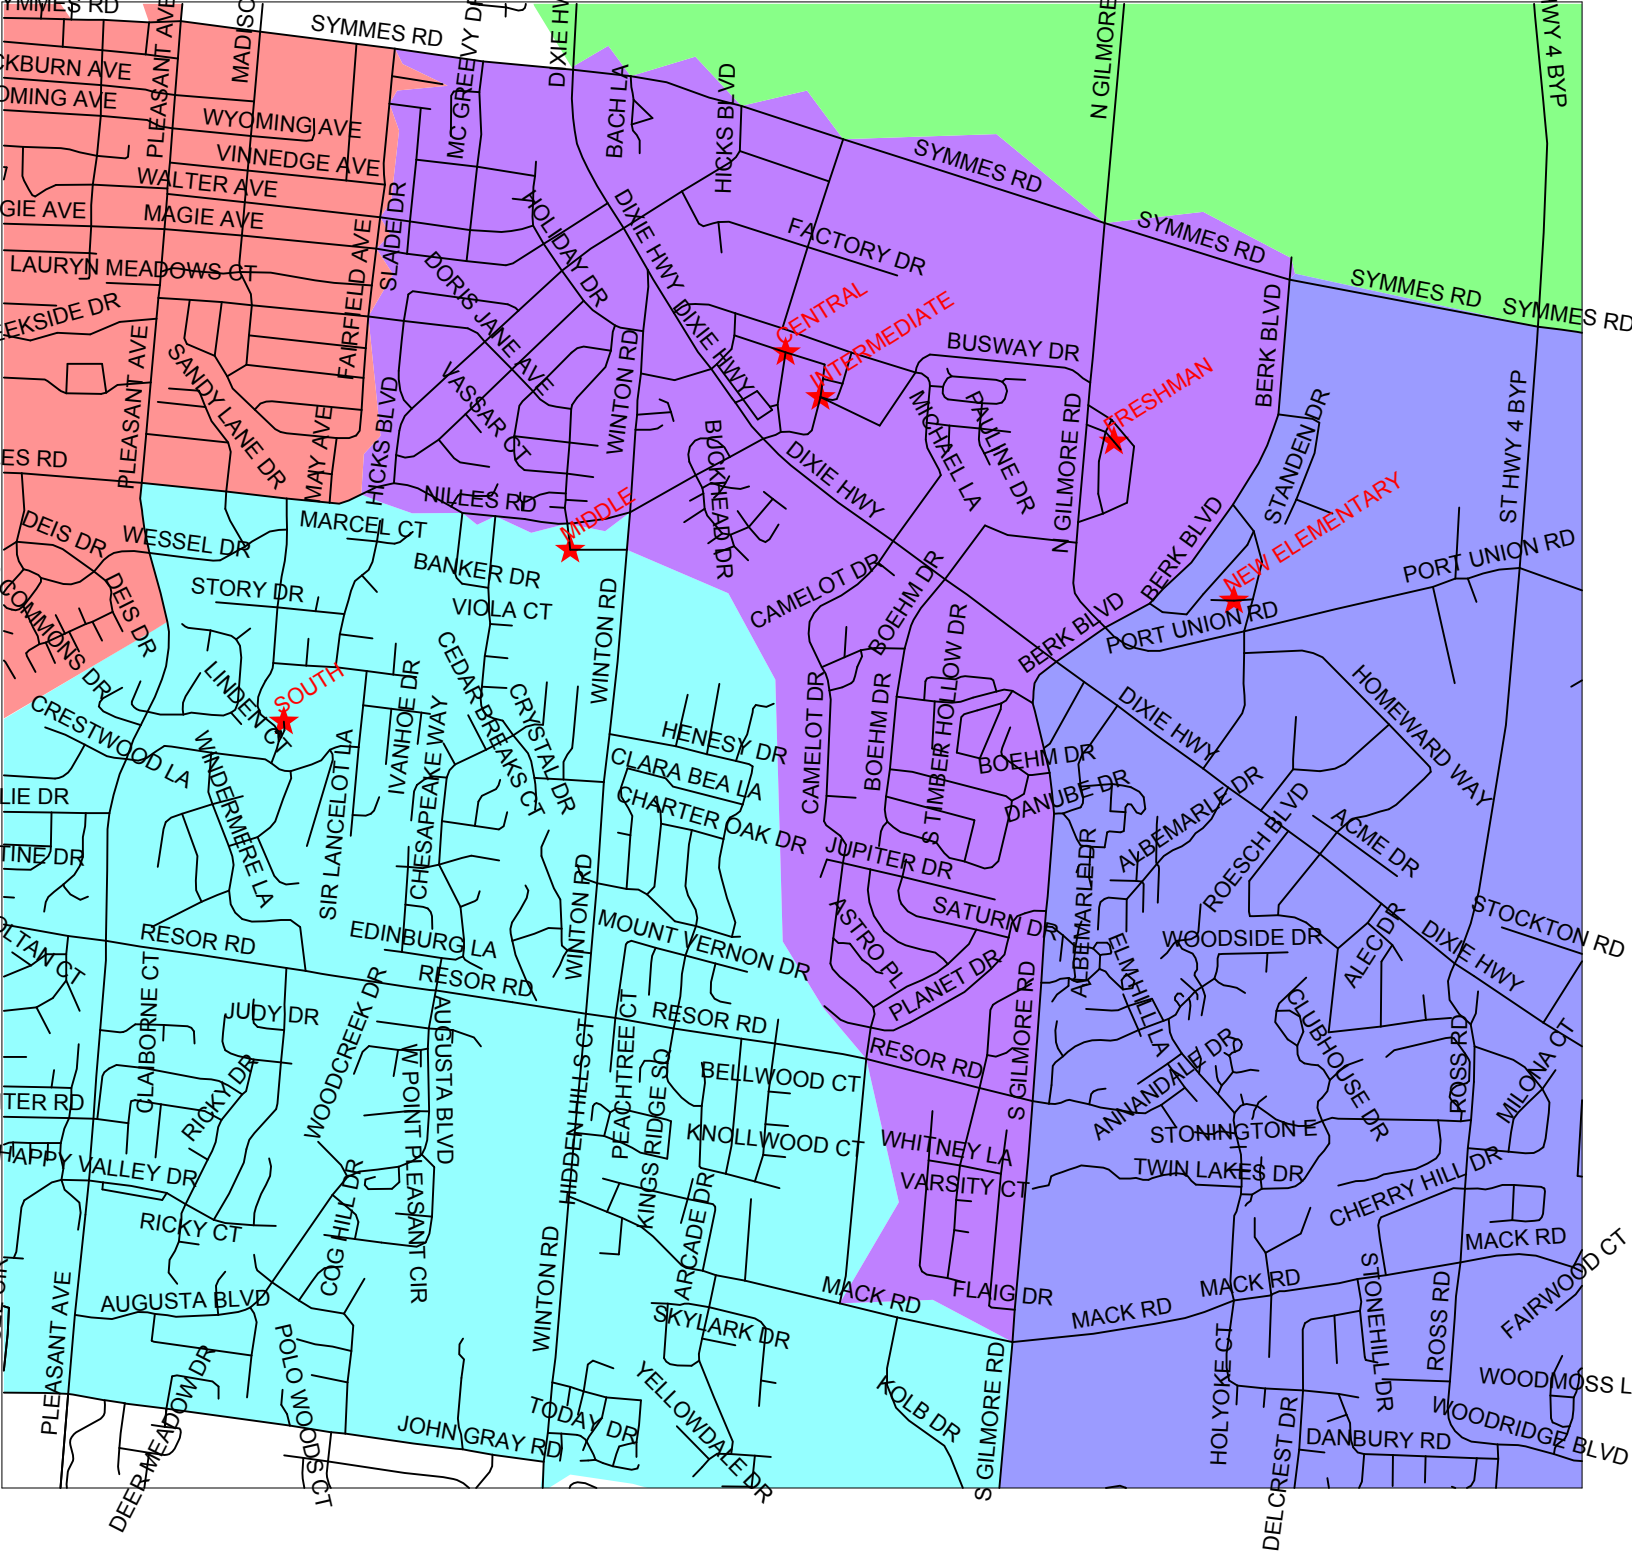 SYMMES RD
PLEASANT AVE
SYMMES RD
MC GREEVY DR
N GILMORE
CKBURN AVE
OMING AVE
WYOMING AVE
BACH LA
HICKS BLVD
VINNEDGE AVE
WALTER AVE
SYMMES RD
GIE AVE
MAGIE AVE
SLADE DR
HOLIDAY DR
DIXIE HWY
FACTORY DR
SYMMES RD
LAURYN MEADOWS CT
FAIRFIELD AVE
DORIS JANE AVE
SYMMES RD
SYMMES RD
EEKSIDE DR
CENTRAL
INTERMEDIATE
DIXIE HWY
BUSWAY DR
BERK BLVD
PLEASANT AVE
SANDY LANE DR
VASSAR CT
WINTON RD
FRESHMAN
HICKS BLVD
MAY AVE
BUCKHEAD DR
MICHAEL LA
PAULINE DR
N GILMORE RD
STANDEN DR
ST HWY 4 BYP
ES RD
DIXIE HWY
NILLES RD
MIDDLE
NEW ELEMENTARY
DEIS DR
WESSEL DR
MARCEL CT
BERK BLVD
PORT UNION RD
BANKER DR
STORY DR
VIOLA CT
CAMELOT DR
BOEHM DR
DEIS DR
COMMONS DR
WINTON RD
BERK BLVD
PORT UNION RD
S TIMBER HOLLOW DR
LINDEN CT
SOUTH
CEDAR BREAKS CT
IVANHOE DR
CRYSTAL DR
HOMEWARD WAY
CRESTWOOD LA
CAMELOT DR
BOEHM DR
DIXIE HWY
CHESAPEAKE WAY
HENESY DR
CLARA BEA LA
BOEHM DR
WINDERMERE LA
SIR LANCELOT LA
LIE DR
CHARTER OAK DR
DANUBE DR
ALBEMARLE DR
ROESCH BLVD
ACME DR
TINE DR
JUPITER DR
ALBEMARLE DR
WINTON RD
ASTRO PL
SATURN DR
STOCKTON RD
OLTAN CT
RESOR RD
EDINBURG LA
MOUNT VERNON DR
WOODSIDE DR
ALEC DR
DIXIE HWY
RESOR RD
PLANET DR
ELM HILL LA
CLAIBORNE CT
JUDY DR
WOODCREEK DR
AUGUSTA BLVD
PEACHTREE CT
RESOR RD
S GILMORE RD
CLUBHOUSE DR
RESOR RD
ANNANDALE DR
ROSS RD
MILONA CT
RICKY DR
W POINT PLEASANT CIR
HIDDEN HILLS CT
KINGS RIDGE SQ
BELLWOOD CT
TER RD
KNOLLWOOD CT
WHITNEY LA
STONINGTON E
HAPPY VALLEY DR
VARSITY CT
TWIN LAKES DR
CHERRY HILL DR
RICKY CT
COG HILL DR
ARCADE DR
MACK RD
PLEASANT AVE
AUGUSTA BLVD
WINTON RD
MACK RD
FLAIG DR
MACK RD
MACK RD
STONEHILL DR
ROSS RD
FAIRWOOD CT
SKYLARK DR
POLO WOODS CT
DEER MEADOW DR
YELLOWDALE DR
KOLB DR
S GILMORE RD
HOLYOKE CT
WOODMOSS L
TODAY DR
JOHN GRAY RD
DELCREST DR
DANBURY RD
WOODRIDGE BLVD